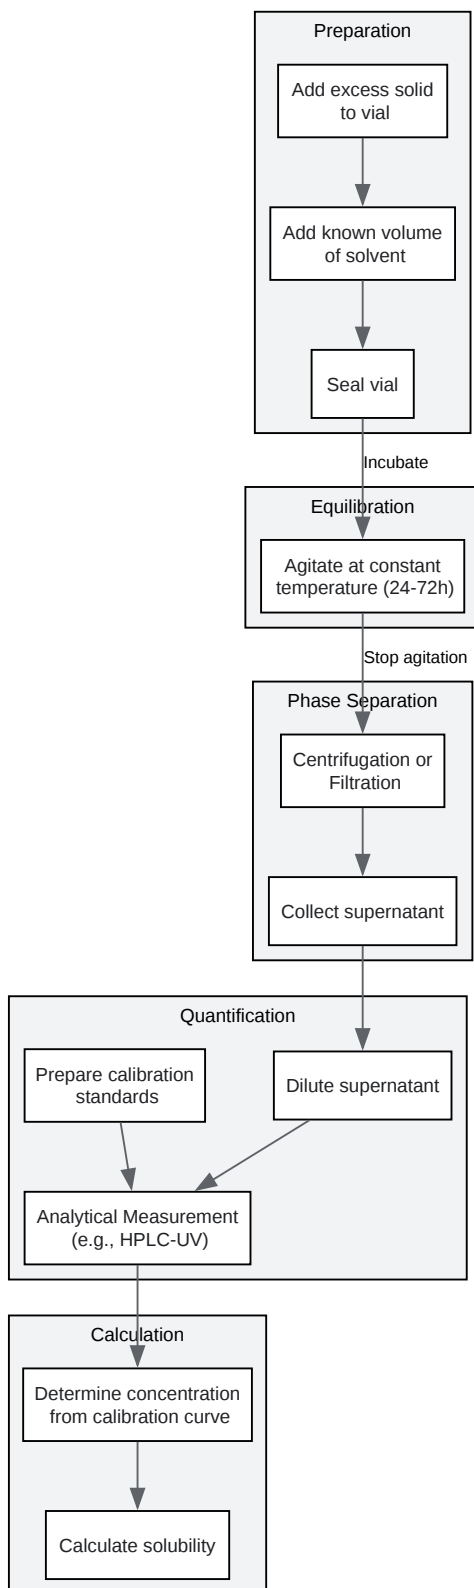 Preparation
Add excess solid
to vial
Add known volume
of solvent
Seal vial
Incubate
Equilibration
Agitate at constant
temperature (24-72h)
Stop agitation
Phase Separation
Centrifugation or
Filtration
Collect supernatant
Quantification
Prepare calibration
standards
Dilute supernatant
Analytical Measurement
(e.g., HPLC-UV)
Calculation
Determine concentration
from calibration curve
Calculate solubility